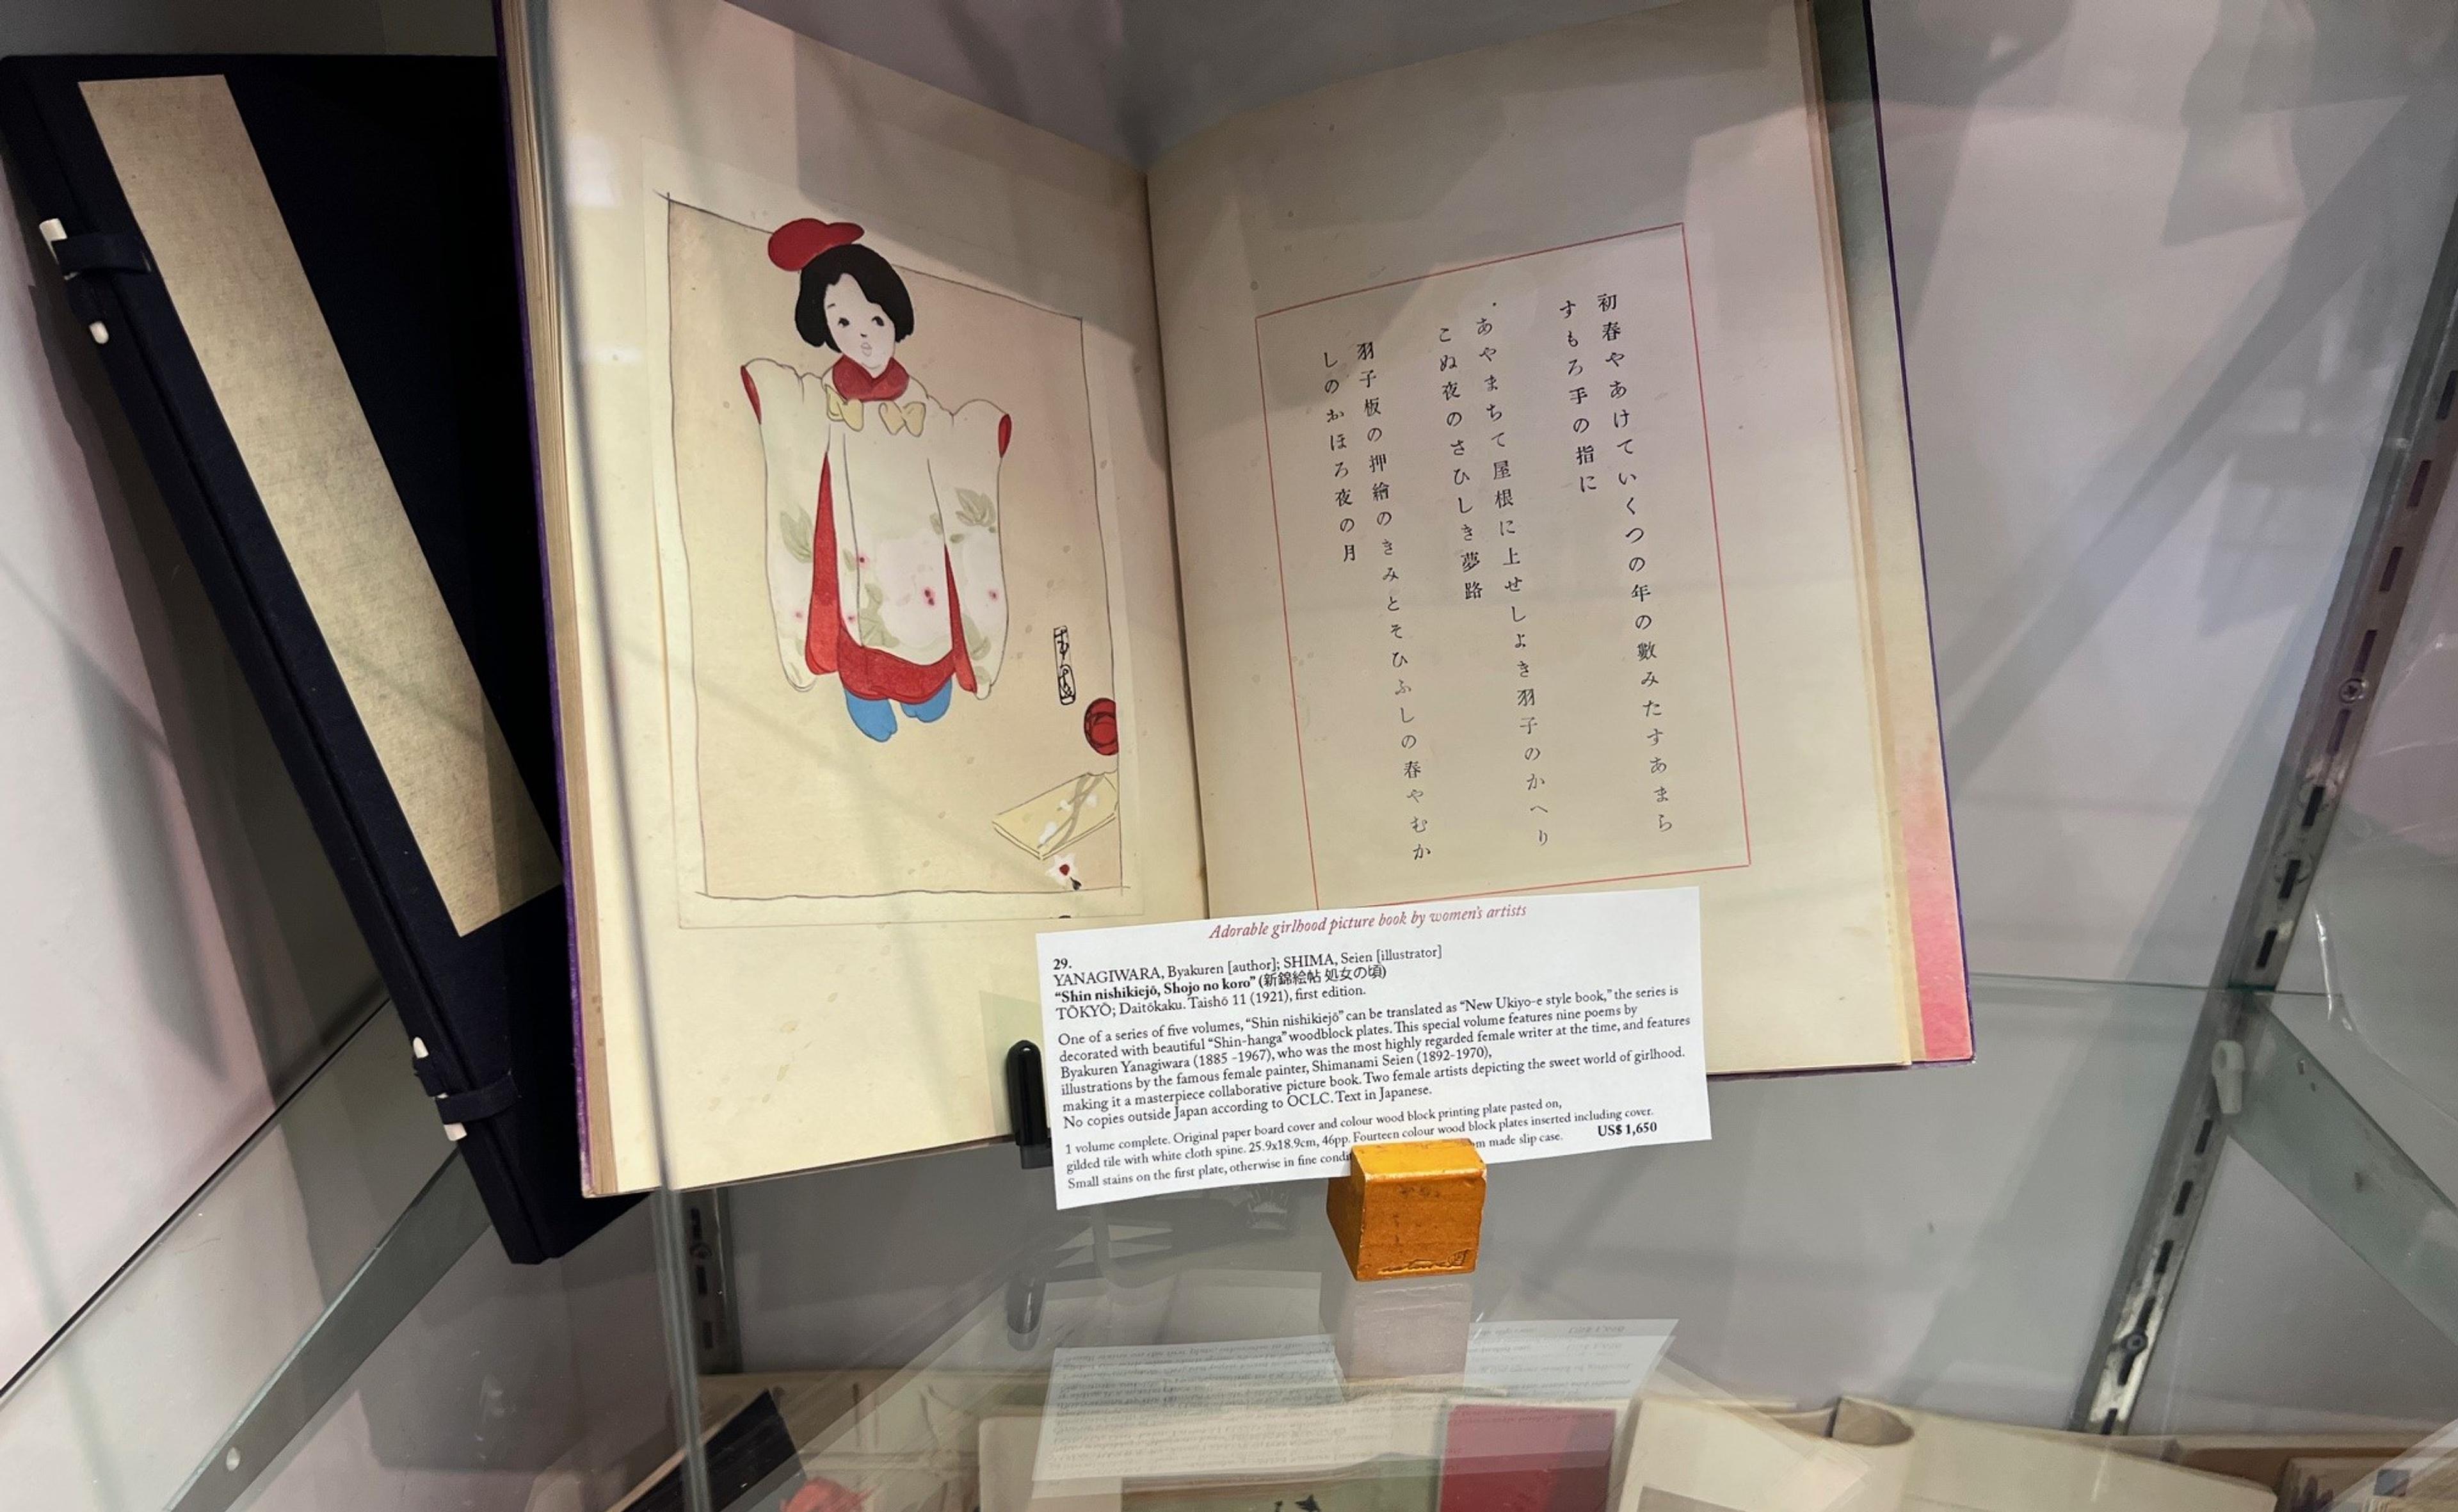 初春やあけていくつの年の數みたすあまら
すもろ手の指に
あやまちて屋根に上せしよき羽子のかへり
こぬ夜のさひしき夢路
羽子板の押繪のきみとそひふしの春やむか
しのおほろ夜の月
Adorable girlhood picture book by women's artists
29.
YANAGIWARA, Byakuren [author]; SHIMA, Seien [illustrator]
“Shin nishikiejō, Shojo no koro” (新錦絵帖 処女の頃)
TŌKYŌ; Daitōkaku. Taishō 11 (1921), first edition.
One of a series of five volumes, “Shin nishikiejō” can be translated as “New Ukiyo-e style book,” the series is
decorated with beautiful “Shin-hanga” woodblock plates. This special volume features nine poems by
Byakuren Yanagiwara (1885 -1967), who was the most highly regarded female writer at the time, and features
illustrations by the famous female painter, Shimanami Seien (1892-1970),
making it a masterpiece collaborative picture book. Two female artists depicting the sweet world of girlhood.
No copies outside Japan according to OCLC. Text in Japanese.
1 volume complete. Original paper board cover and colour wood block printing plate pasted on,
gilded tile with white cloth spine. 25.9x18.9cm, 46pp. Fourteen colour wood block plates inserted including cover.
Small stains on the first plate, otherwise in fine made slip case. US$ 1,650